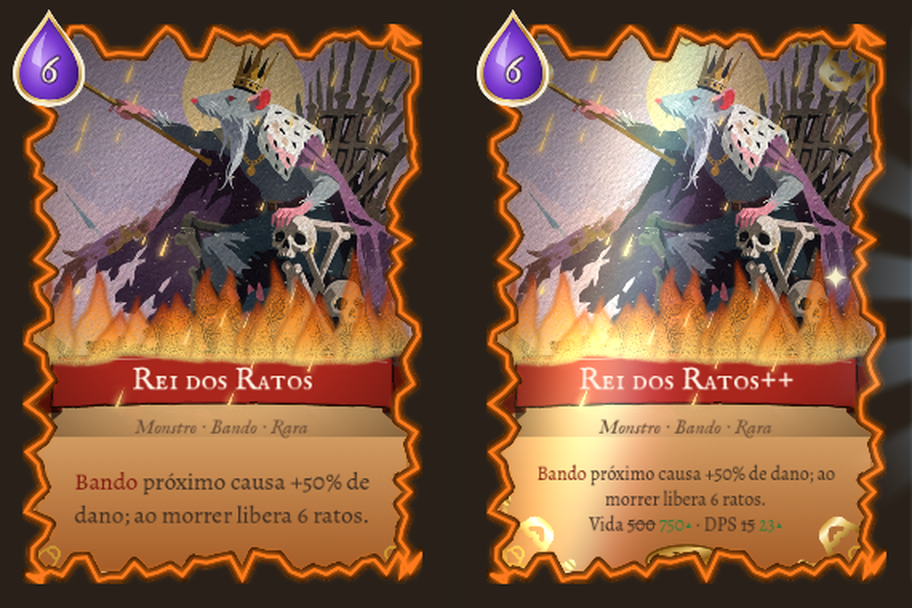 6
Rei dos Ratos
Monstro · Bando · Rara
Bando próximo causa +50% de
dano; ao morrer libera 6 ratos.
6
Rei dos Ratos++
Monstro · Bando · Rara
Bando próximo causa +50% de dano; ao
morrer libera 6 ratos.
Vida 500 750▲ · DPS 15 23▲